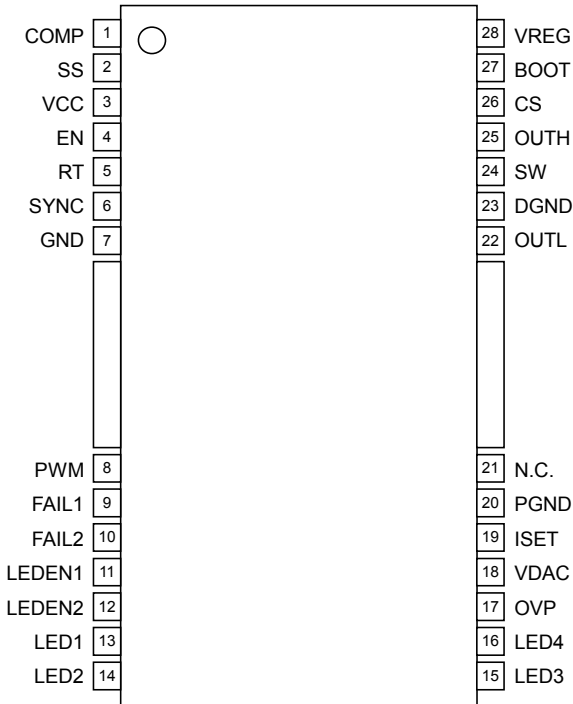 COMP 1
SS 2
VCC 3
EN 4
RT 5
SYNC 6
GND 7
PWM 8
FAIL1 9
FAIL2 10
LEDEN1 11
LEDEN2 12
LED1 13
LED2 14
28 VREG
27 BOOT
26 CS
25 OUTH
24 SW
23 DGND
22 OUTL
21 N.C.
20 PGND
19 ISET
18 VDAC
17 OVP
16 LED4
15 LED3